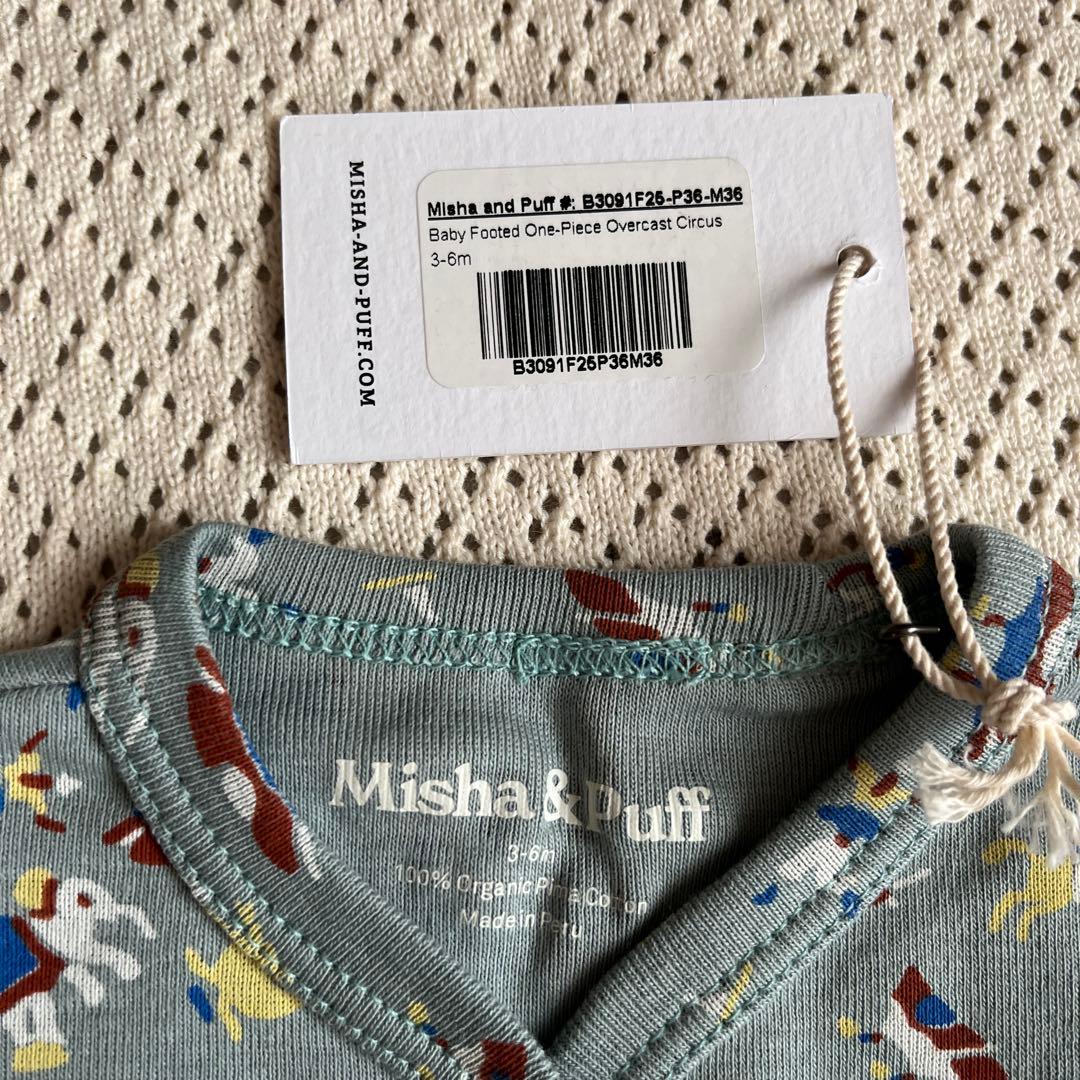 MISHA-AND-PUFF.COM
Misha and Puff #: B3091F25-P36-M36
Baby Footed One-Piece Overcast Circus
3-6m
B3091F25P36M36
Misha&Puff
3-6m
100% Organic Pima Cotton
Made in Peru